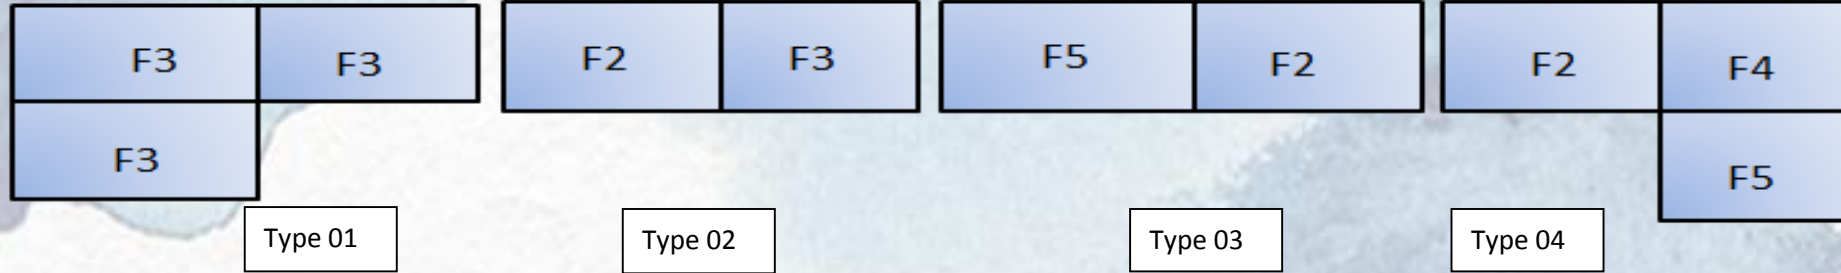 F3 F3 F2 F3 F5 F2 F2 F4
F3 F5
Type 01 Type 02 Type 03 Type 04